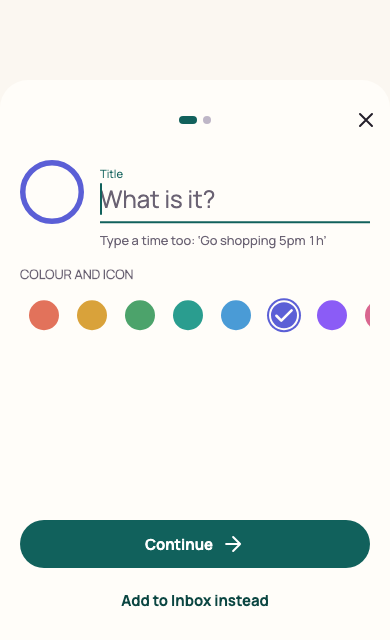 Title
What is it?
Type a time too: 'Go shopping 5pm 1h'
COLOUR AND ICON
Continue
Add to Inbox instead